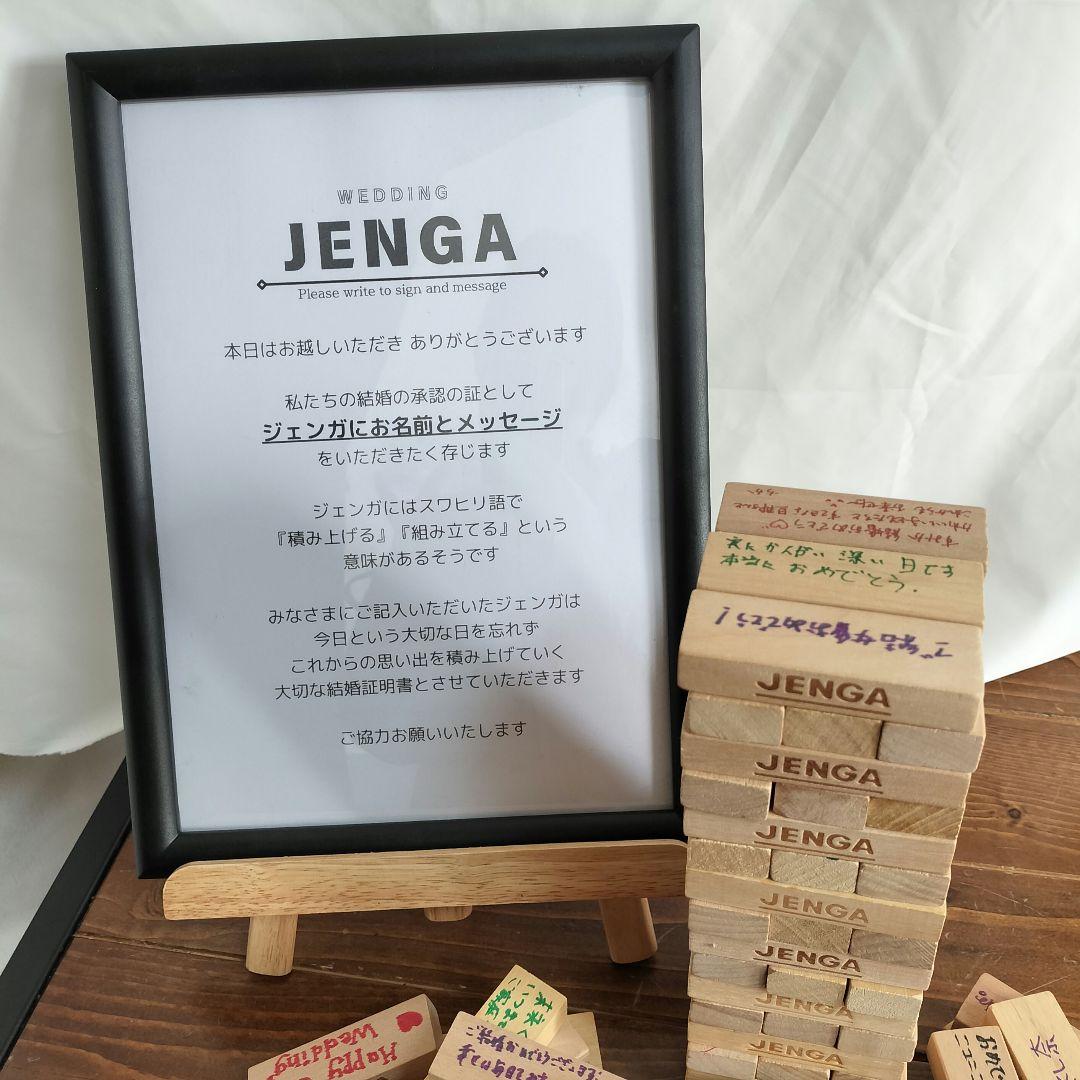 WEDDING
JENGA
Please write to sign and message
本日はお越しいただき ありがとうございます
私たちの結婚の承認の証として
ジェンガにお名前とメッセージ
をいただきたく存じます
ジェンガにはスワヒリ語で
『積み上げる』『組み立てる』という
意味があるそうです
みなさまにご記入いただいたジェンガは
今日という大切な日を忘れず
これからの思い出を積み上げていく
大切な結婚証明書とさせていただきます
ご協力お願いいたします
本当に おめでとう.
ご結婚おめでとう!
JENGA
JENGA
JENGA
JENGA
JENGA
JENGA
JENGA
Happy
Wedding